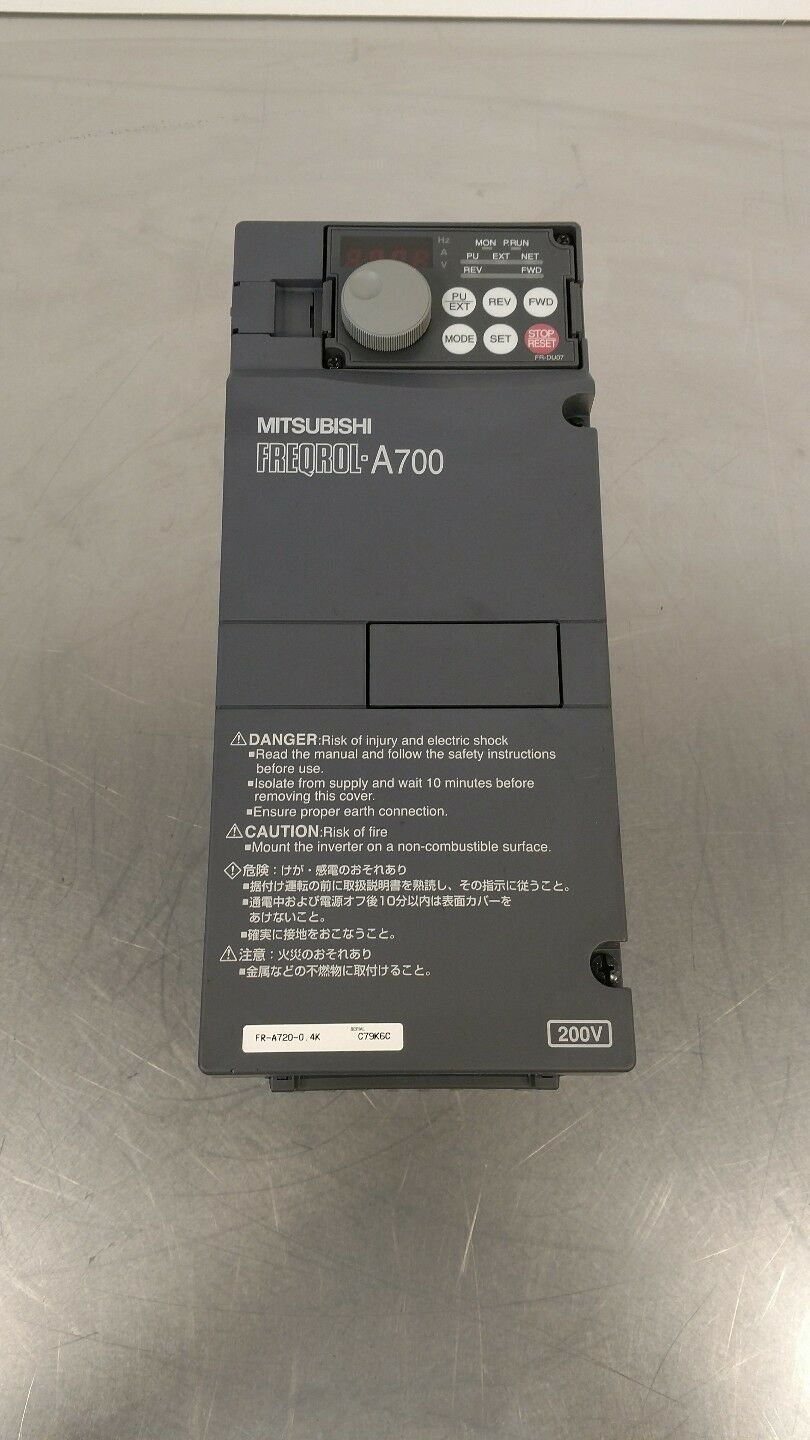 Hz
A
V
MON P.RUN
PU EXT NET
REV FWD
PU
EXT
REV
FWD
MODE
SET
STOP
RESET
FR-DU07
MITSUBISHI
FREQROL-A700
⚠DANGER:Risk of injury and electric shock
■Read the manual and follow the safety instructions
before use.
■Isolate from supply and wait 10 minutes before
removing this cover.
■Ensure proper earth connection.
⚠CAUTION:Risk of fire
■Mount the inverter on a non-combustible surface.
危険：けが・感電のおそれあり
■据付け運転の前に取扱説明書を熟読し、その指示に従うこと。
■通電中および電源オフ後10分以内は表面カバーを
あけないこと。
■確実に接地をおこなうこと。
⚠注意：火災のおそれあり
■金属などの不燃物に取付けること。
FR-A720-0.4K
SERIAL
C79K6C
200V